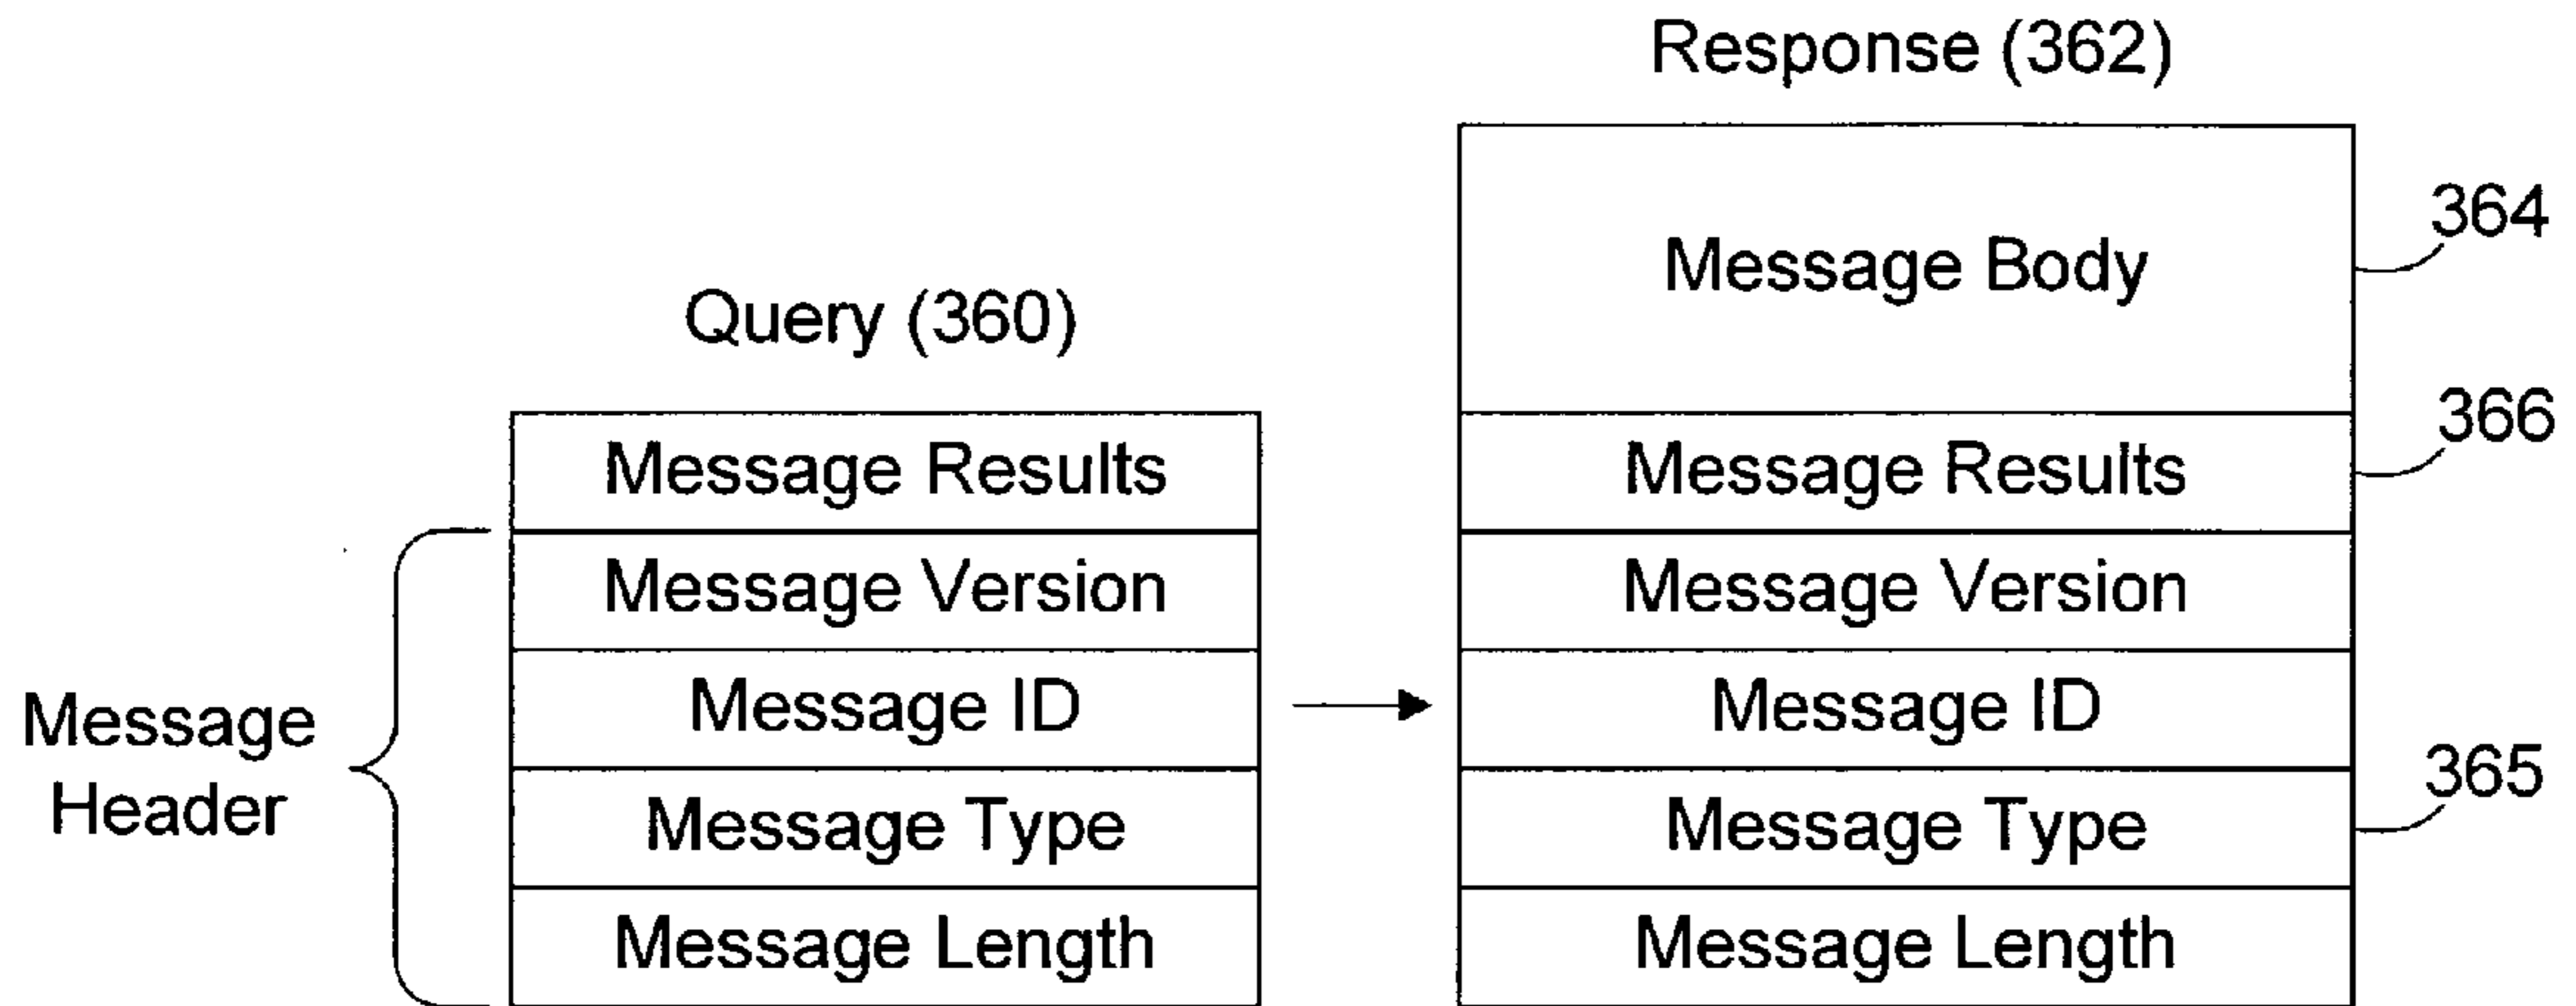 Response (362)
Message Body
364
Query (360)
Message Results
Message Results
366
Message Version
Message Version
Message
Header
Message ID
Message ID
Message Type
Message Type
365
Message Length
Message Length